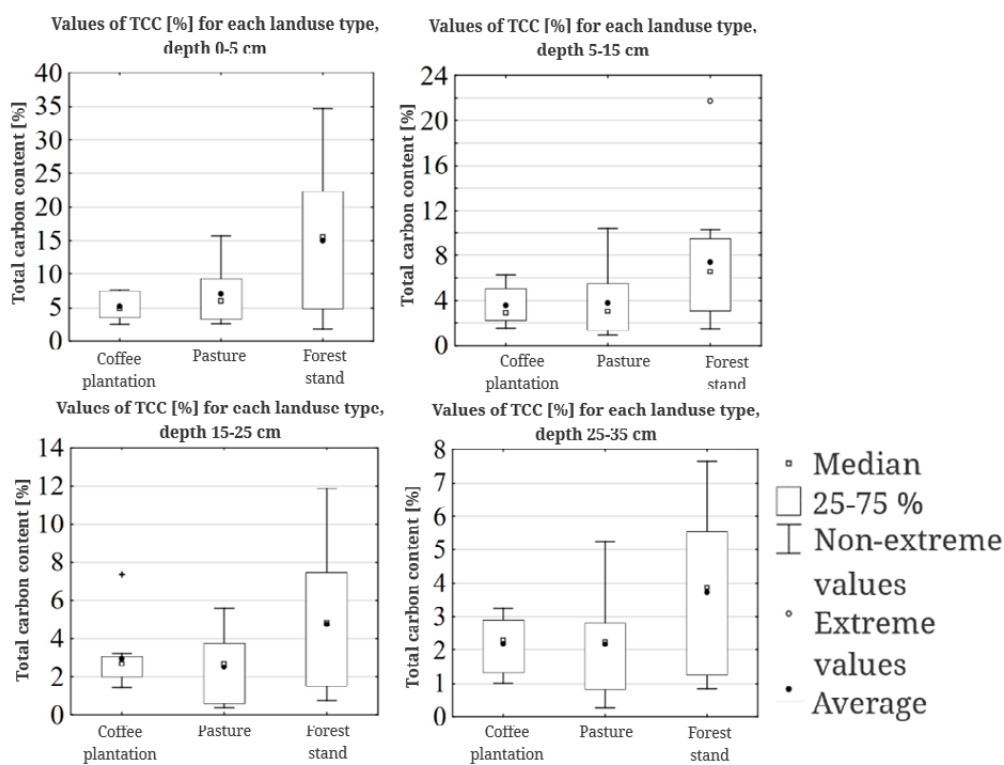 Values of TCC [%] for each landuse type,
depth 0-5 cm
Total carbon content [%]
40
35
30
25
20
15
10
5
0
Coffee
plantation
Pasture
Forest
stand
Values of TCC [%] for each landuse type,
depth 5-15 cm
Total carbon content [%]
24
20
16
12
8
4
0
Coffee
plantation
Pasture
Forest
stand
Values of TCC [%] for each landuse type,
depth 15-25 cm
Total carbon content [%]
14
12
10
8
6
4
2
0
Coffee
plantation
Pasture
Forest
stand
Values of TCC [%] for each landuse type,
depth 25-35 cm
Total carbon content [%]
8
7
6
5
4
3
2
1
0
Coffee
plantation
Pasture
Forest
stand
Median
25-75 %
Non-extreme
values
Extreme
values
Average